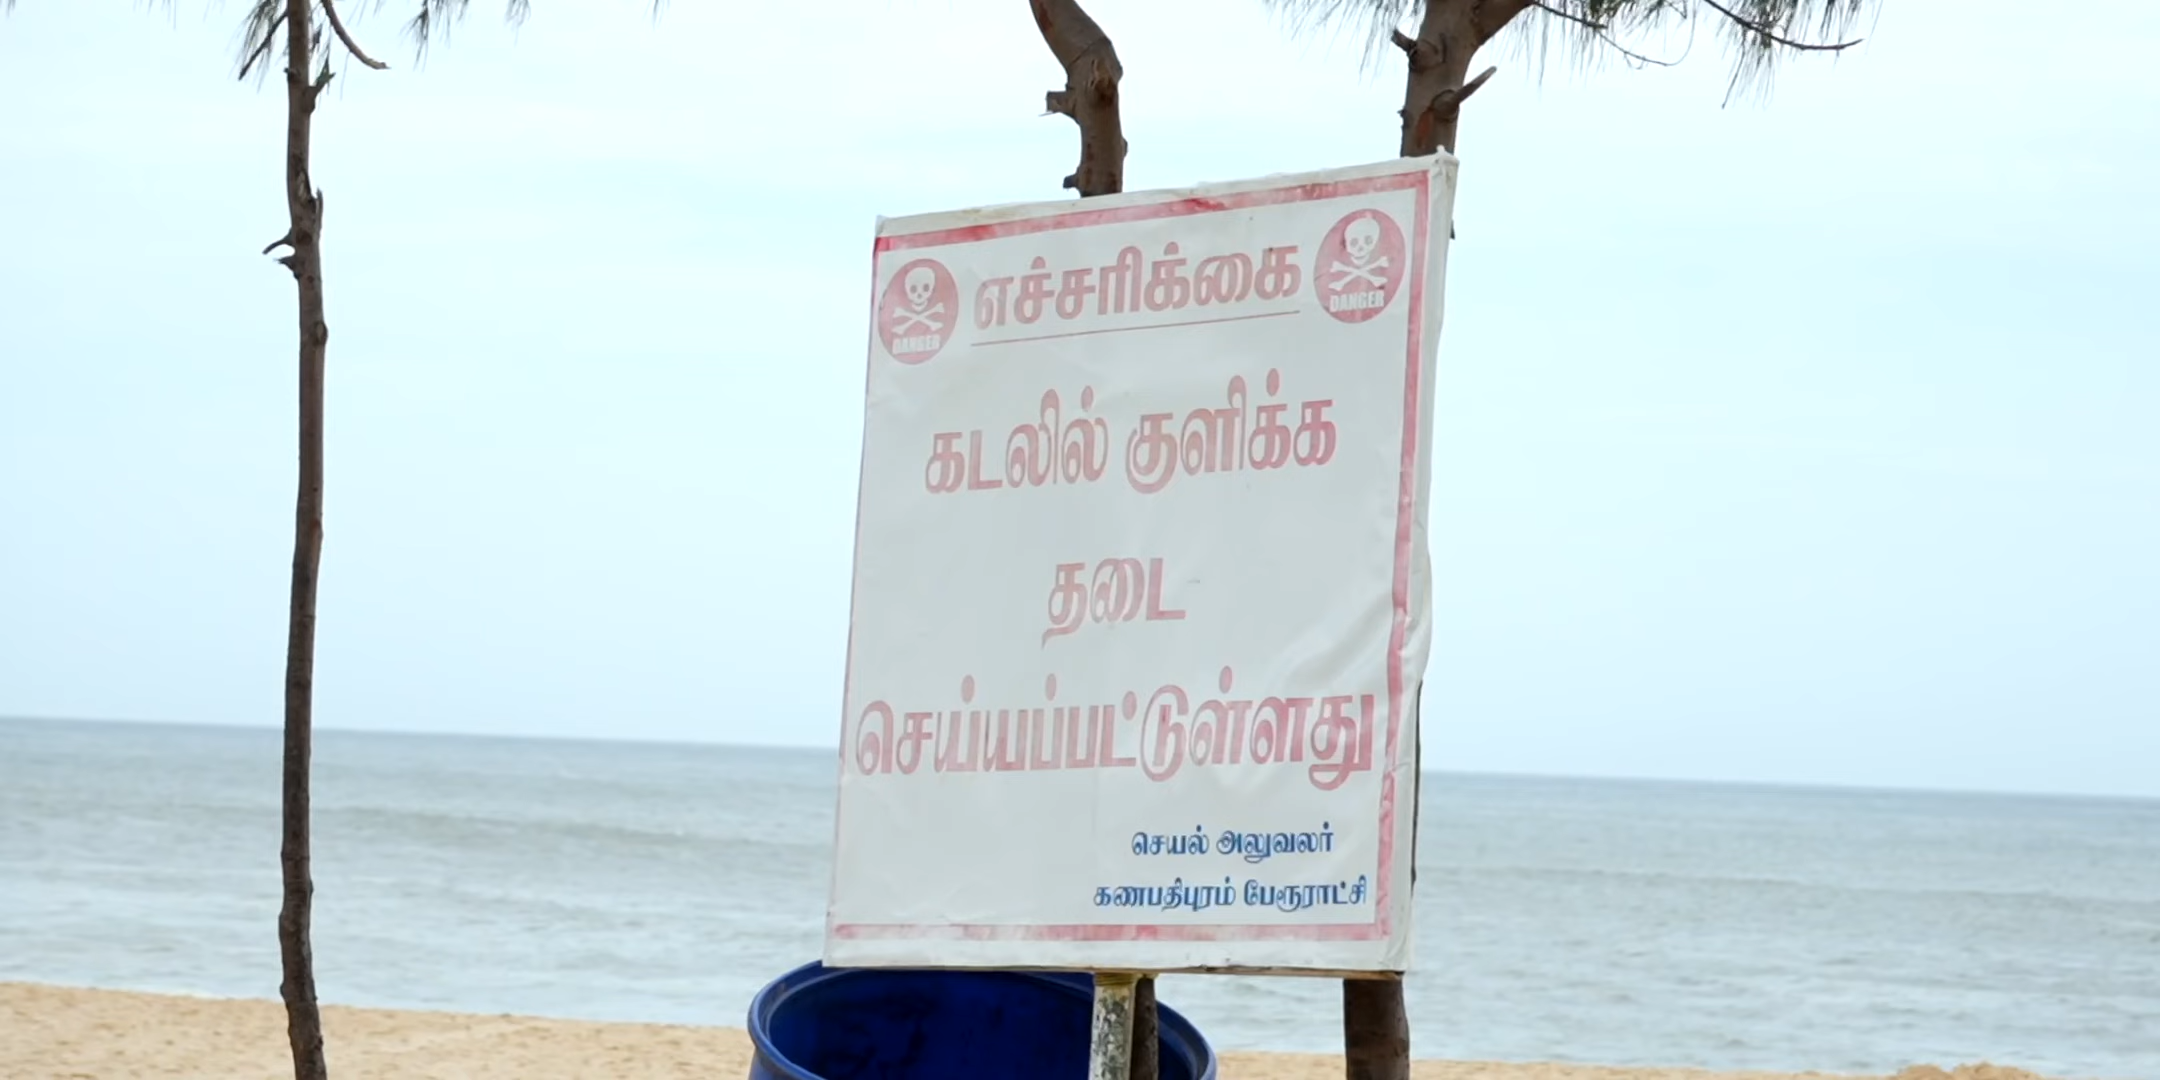 எச்சரிக்கை
DANGER
DANGER
கடலில் குளிக்க
தடை
செய்யப்பட்டுள்ளது
செயல் அலுவலர்
கணபதிபுரம் பேரூராட்சி